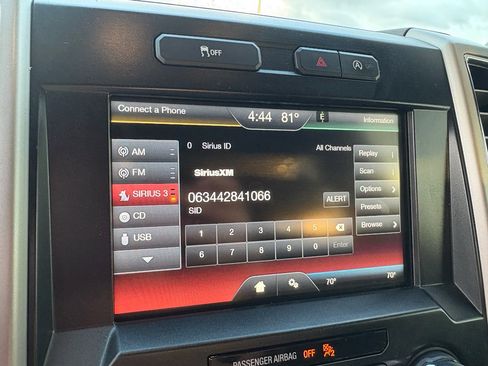 OFF
A
Connect a Phone
4:44 81°
E
Information
AM
FM
SIRIUS 3
CD
USB
0 Sirius ID
All Channels
SiriusXM
063442841066
SID
ALERT
1 2 3 4 5
6 7 8 9 0 Enter
Replay
Scan
Options
Presets
Browse
70°
70°
PASSENGER AIRBAG OFF 2